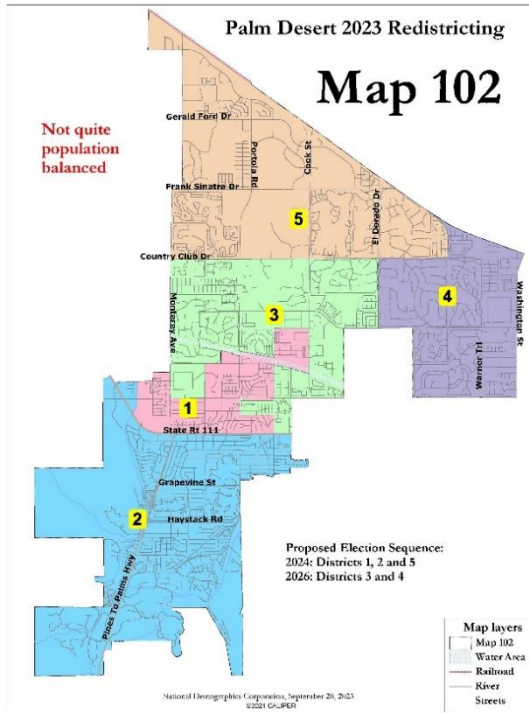 Palm Desert 2023 Redistricting
Map 102
Not quite
population
balanced
Gerald Ford Dr
Portola Rd
Cook St
Frank Sinatra Dr
El Dorado Dr
5
Country Club Dr
Monterey Ave
3
4
Washington St
Warner Trl
1
State Rt 111
Grapevine St
2
Haystack Rd
Pines To Palms Hwy
Proposed Election Sequence:
2024: Districts 1, 2 and 5
2026: Districts 3 and 4
Map layers
Map 102
Water Area
Railroad
River
Streets
National Demographics Corporation, September 28, 2023
©2021 CALIPER